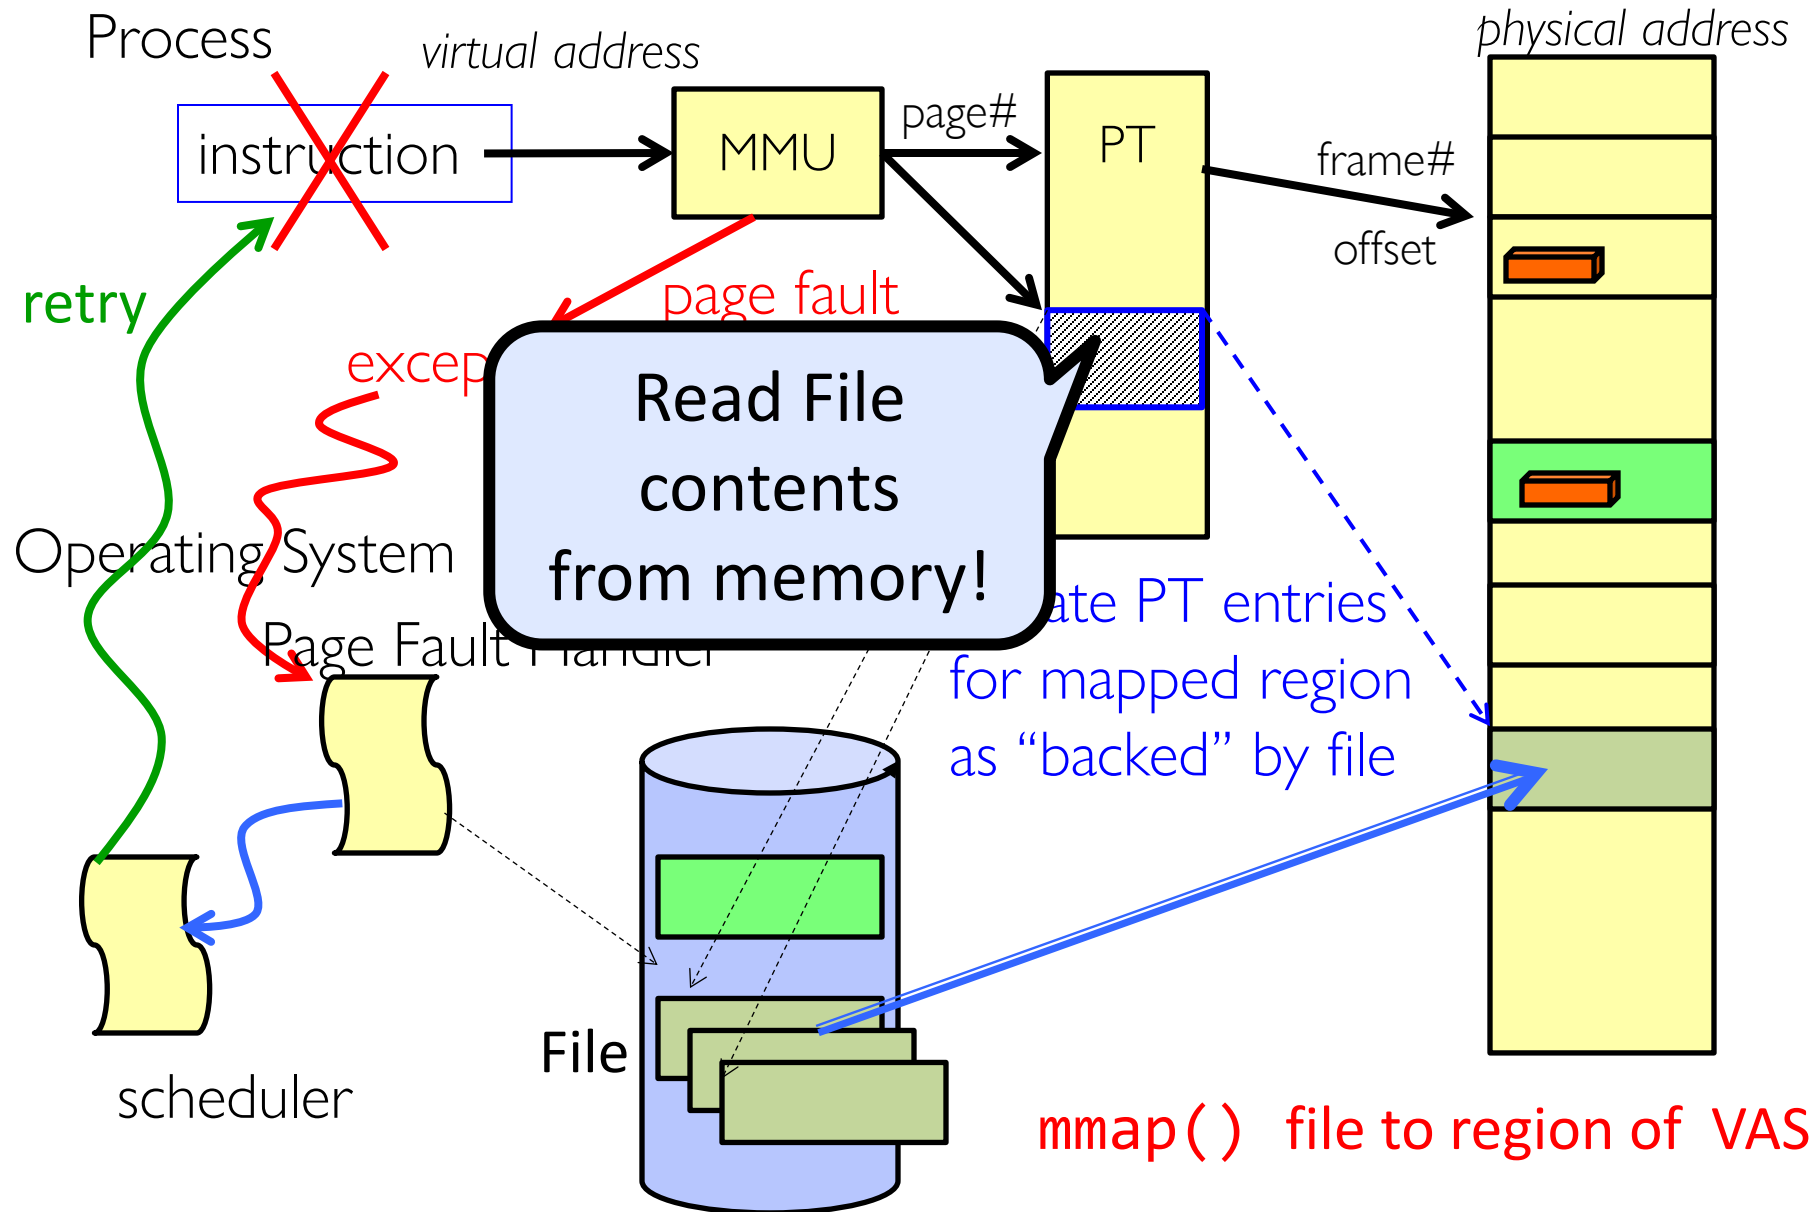 Process
virtual address
physical address
instruction
MMU
page#
PT
frame#
offset
retry
page fault
excep
Read File
contents
from memory!
Operating System
Page Fault Handler
ate PT entries
for mapped region
as “backed” by file
File
scheduler
mmap() file to region of VAS